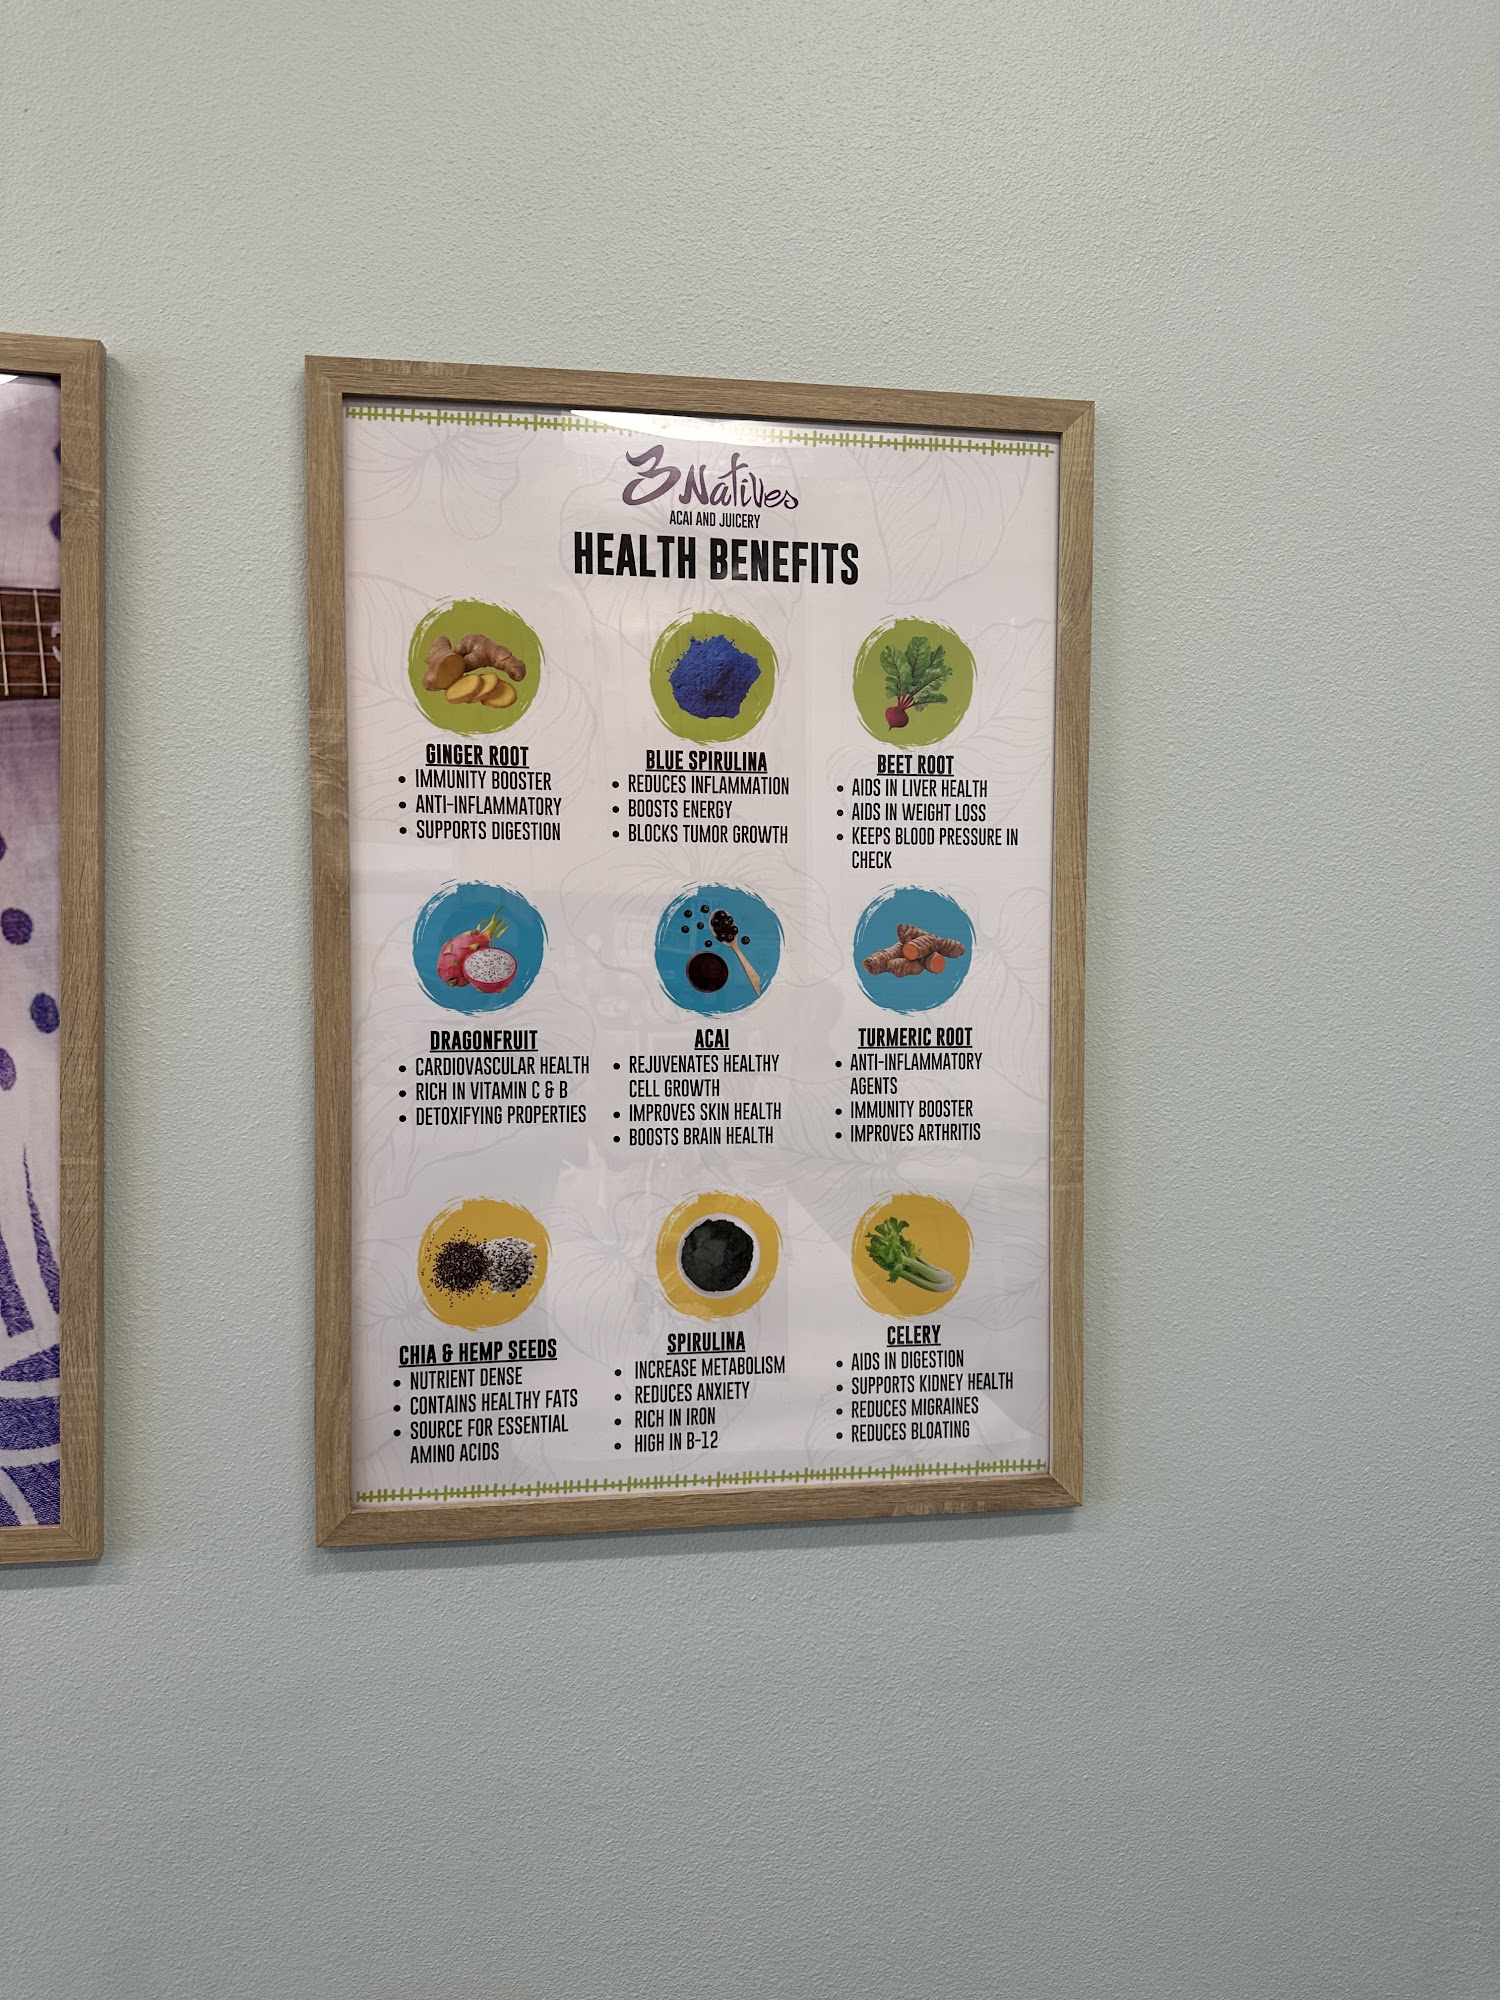 3 Natives
ACAI AND JUICERY
HEALTH BENEFITS
GINGER ROOT
• IMMUNITY BOOSTER
• ANTI-INFLAMMATORY
• SUPPORTS DIGESTION
BLUE SPIRULINA
• REDUCES INFLAMMATION
• BOOSTS ENERGY
• BLOCKS TUMOR GROWTH
BEET ROOT
• AIDS IN LIVER HEALTH
• AIDS IN WEIGHT LOSS
• KEEPS BLOOD PRESSURE IN
CHECK
DRAGONFRUIT
• CARDIOVASCULAR HEALTH
• RICH IN VITAMIN C & B
• DETOXIFYING PROPERTIES
ACAI
• REJUVENATES HEALTHY
CELL GROWTH
• IMPROVES SKIN HEALTH
• BOOSTS BRAIN HEALTH
TURMERIC ROOT
• ANTI-INFLAMMATORY
AGENTS
• IMMUNITY BOOSTER
• IMPROVES ARTHRITIS
CHIA & HEMP SEEDS
• NUTRIENT DENSE
• CONTAINS HEALTHY FATS
• SOURCE FOR ESSENTIAL
AMINO ACIDS
SPIRULINA
• INCREASE METABOLISM
• REDUCES ANXIETY
• RICH IN IRON
• HIGH IN B-12
CELERY
• AIDS IN DIGESTION
• SUPPORTS KIDNEY HEALTH
• REDUCES MIGRAINES
• REDUCES BLOATING